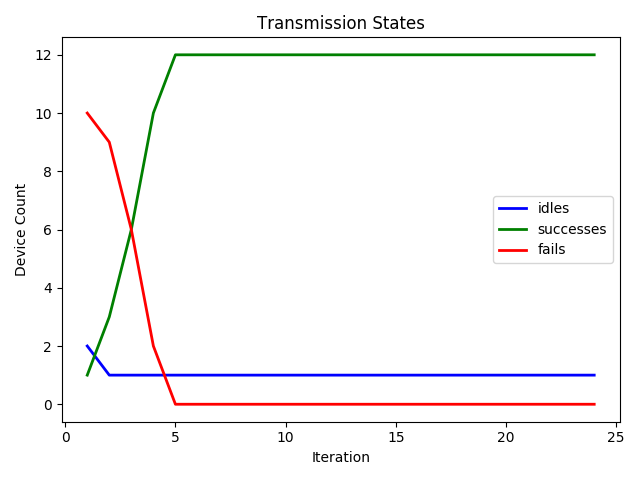 Transmission States
12
10
8
6
4
2
0
Device Count
idles
successes
fails
0
5
10
15
20
25
Iteration